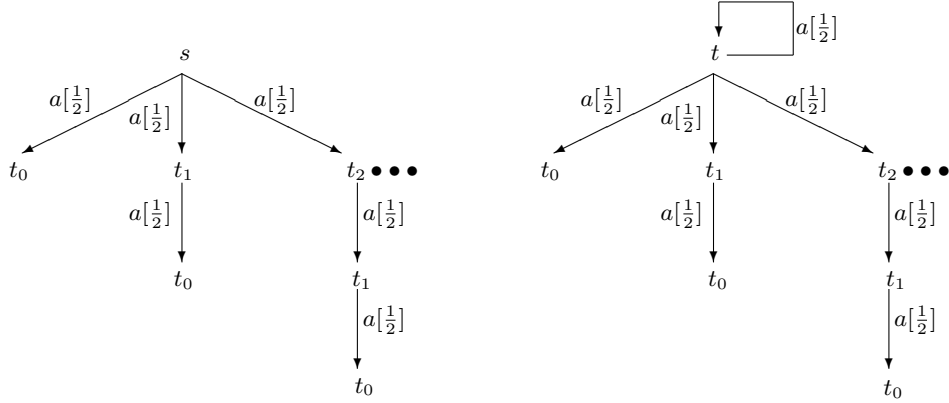 s t a[1/2]
a[1/2] a[1/2] a[1/2] a[1/2] a[1/2] a[1/2]
t₀ t₁ t₂ ●●● t₀ t₁ t₂ ●●●
a[1/2] a[1/2] a[1/2] a[1/2]
t₀ t₁ t₀ t₁
a[1/2] a[1/2]
t₀ t₀